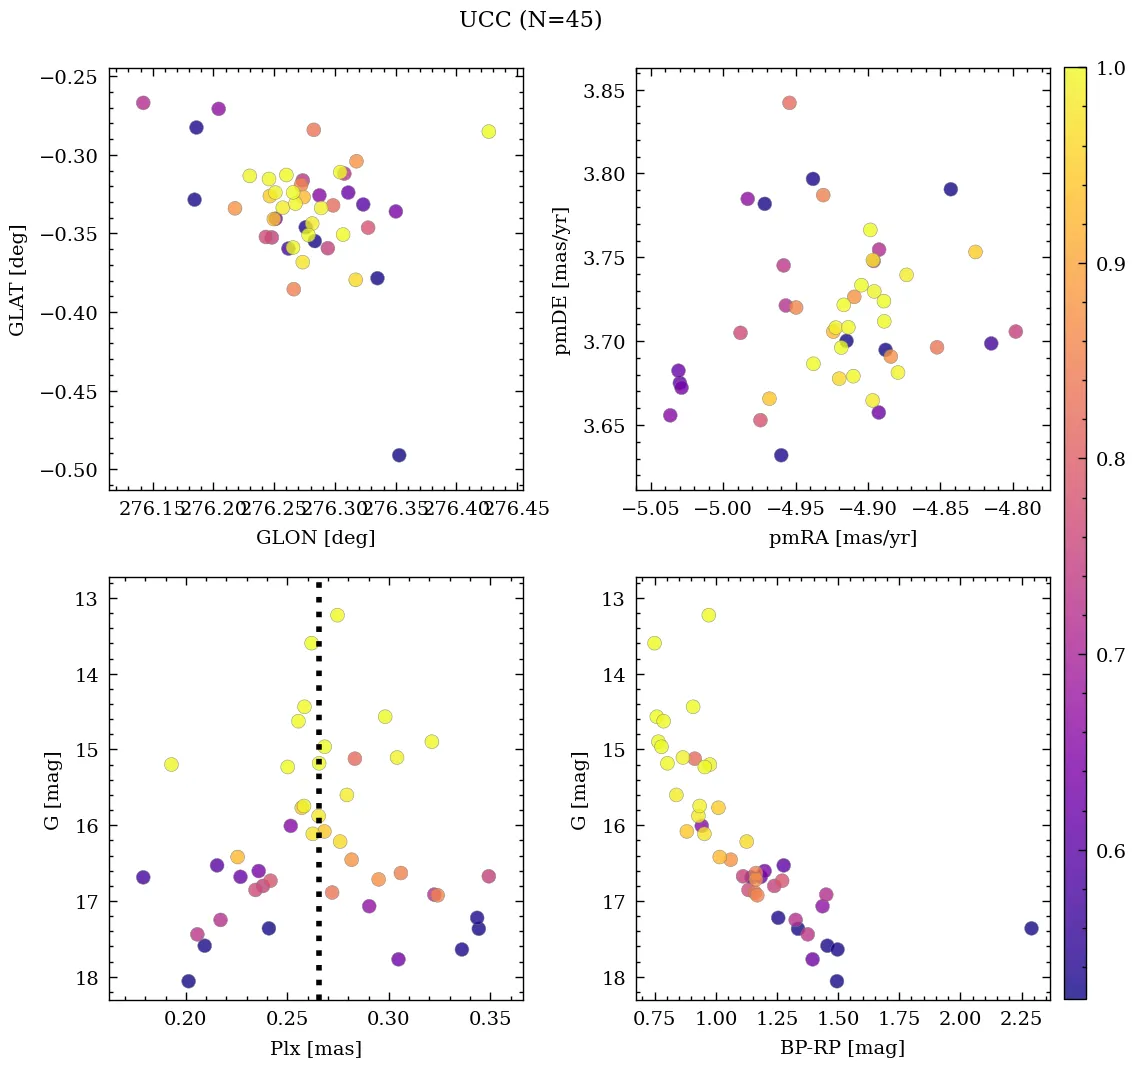 UCC (N=45)
−0.25
−0.30
−0.35
−0.40
−0.45
−0.50
GLAT [deg]
276.15 276.20 276.25 276.30 276.35 276.40 276.45
GLON [deg]
3.85
3.80
3.75
3.70
3.65
pmDE [mas/yr]
−5.05 −5.00 −4.95 −4.90 −4.85 −4.80
pmRA [mas/yr]
1.0
0.9
0.8
0.7
0.6
13
14
15
16
17
18
G [mag]
0.20 0.25 0.30 0.35
Plx [mas]
13
14
15
16
17
18
G [mag]
0.75 1.00 1.25 1.50 1.75 2.00 2.25
BP-RP [mag]